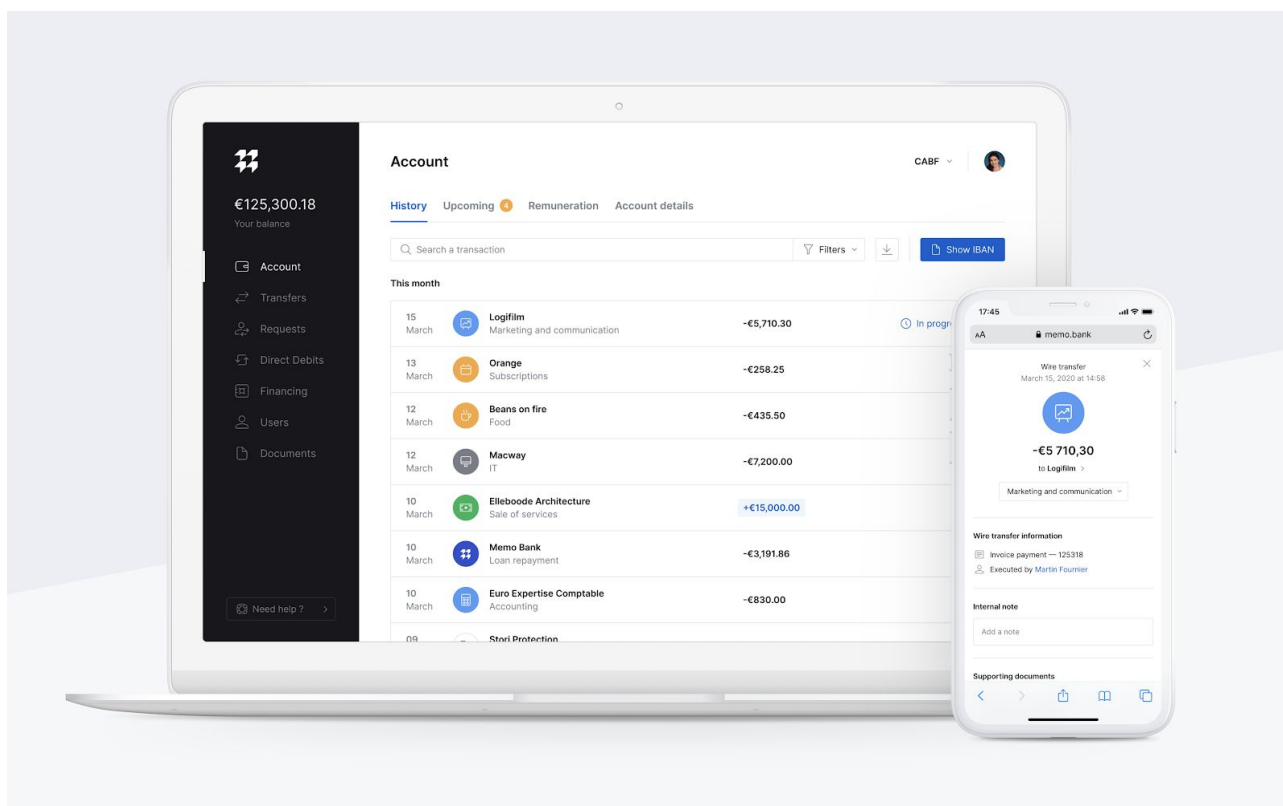 €125,300.18
Your balance
Account
Transfers
Requests
Direct Debits
Financing
Users
Documents
Need help ?
Account
CABF
History Upcoming 4 Remuneration Account details
Search a transaction Filters Show IBAN
This month
15 March Logifilm Marketing and communication -€5,710.30 In progr
13 March Orange Subscriptions -€258.25
12 March Beans on fire Food -€435.50
12 March Macway IT -€7,200.00
10 March Elleboode Architecture Sale of services +€15,000.00
10 March Memo Bank Loan repayment -€3,191.86
10 March Euro Expertise Comptable Accounting -€830.00
09 Stori Protection
17:45
AA memo.bank
Wire transfer
March 15, 2020 at 14:58
-€5 710,30
to Logifilm >
Marketing and communication
Wire transfer information
Invoice payment — 125318
Executed by Martin Fournier
Internal note
Add a note
Supporting documents